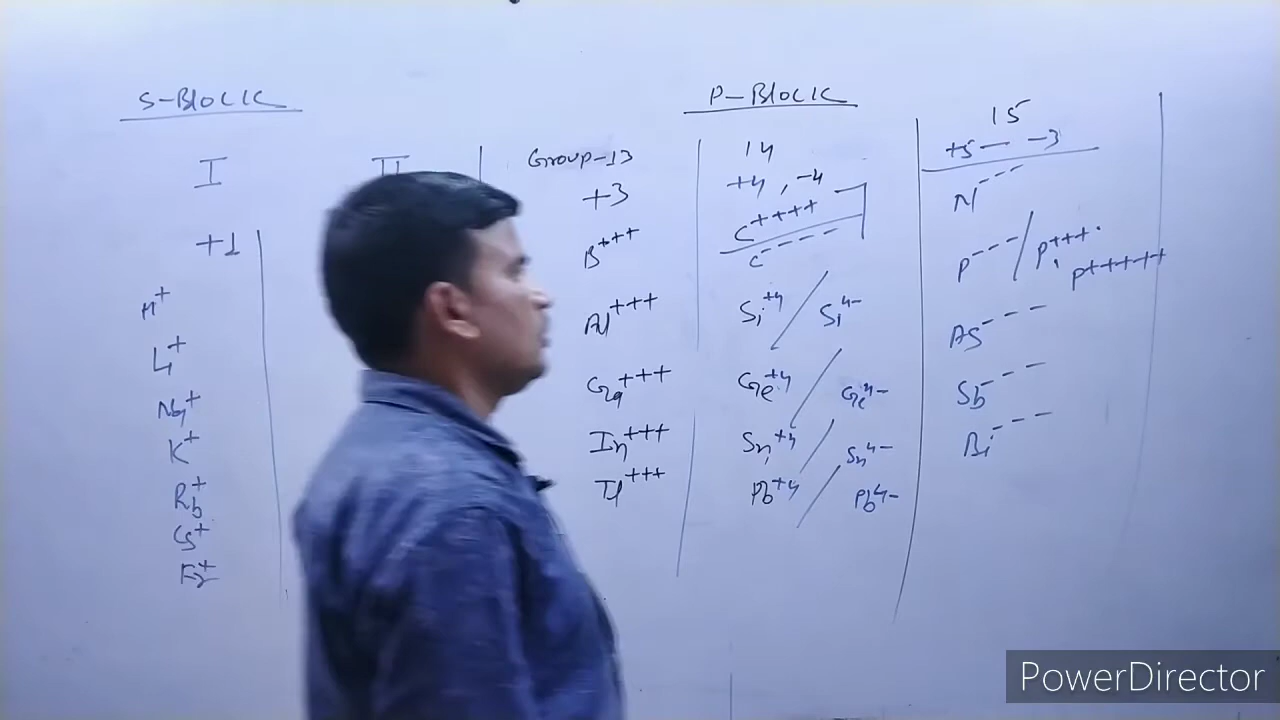 S-BLOCK
I
II
+1
H+
Li+
Na+
K+
Rb+
Cs+
Fr+
P-BLOCK
Group-13
+3
B+++
Al+++
Ga+++
In+++
Tl+++
14
+4, -4
C++++
C----
Si+4 / Si4-
Ge+4 / Ge4-
Sn+4 / Sn4-
Pb+4 / Pb4-
15
+5— -3
N---
P--- / P+++, P+++++
As---
Sb---
Bi---
PowerDirector